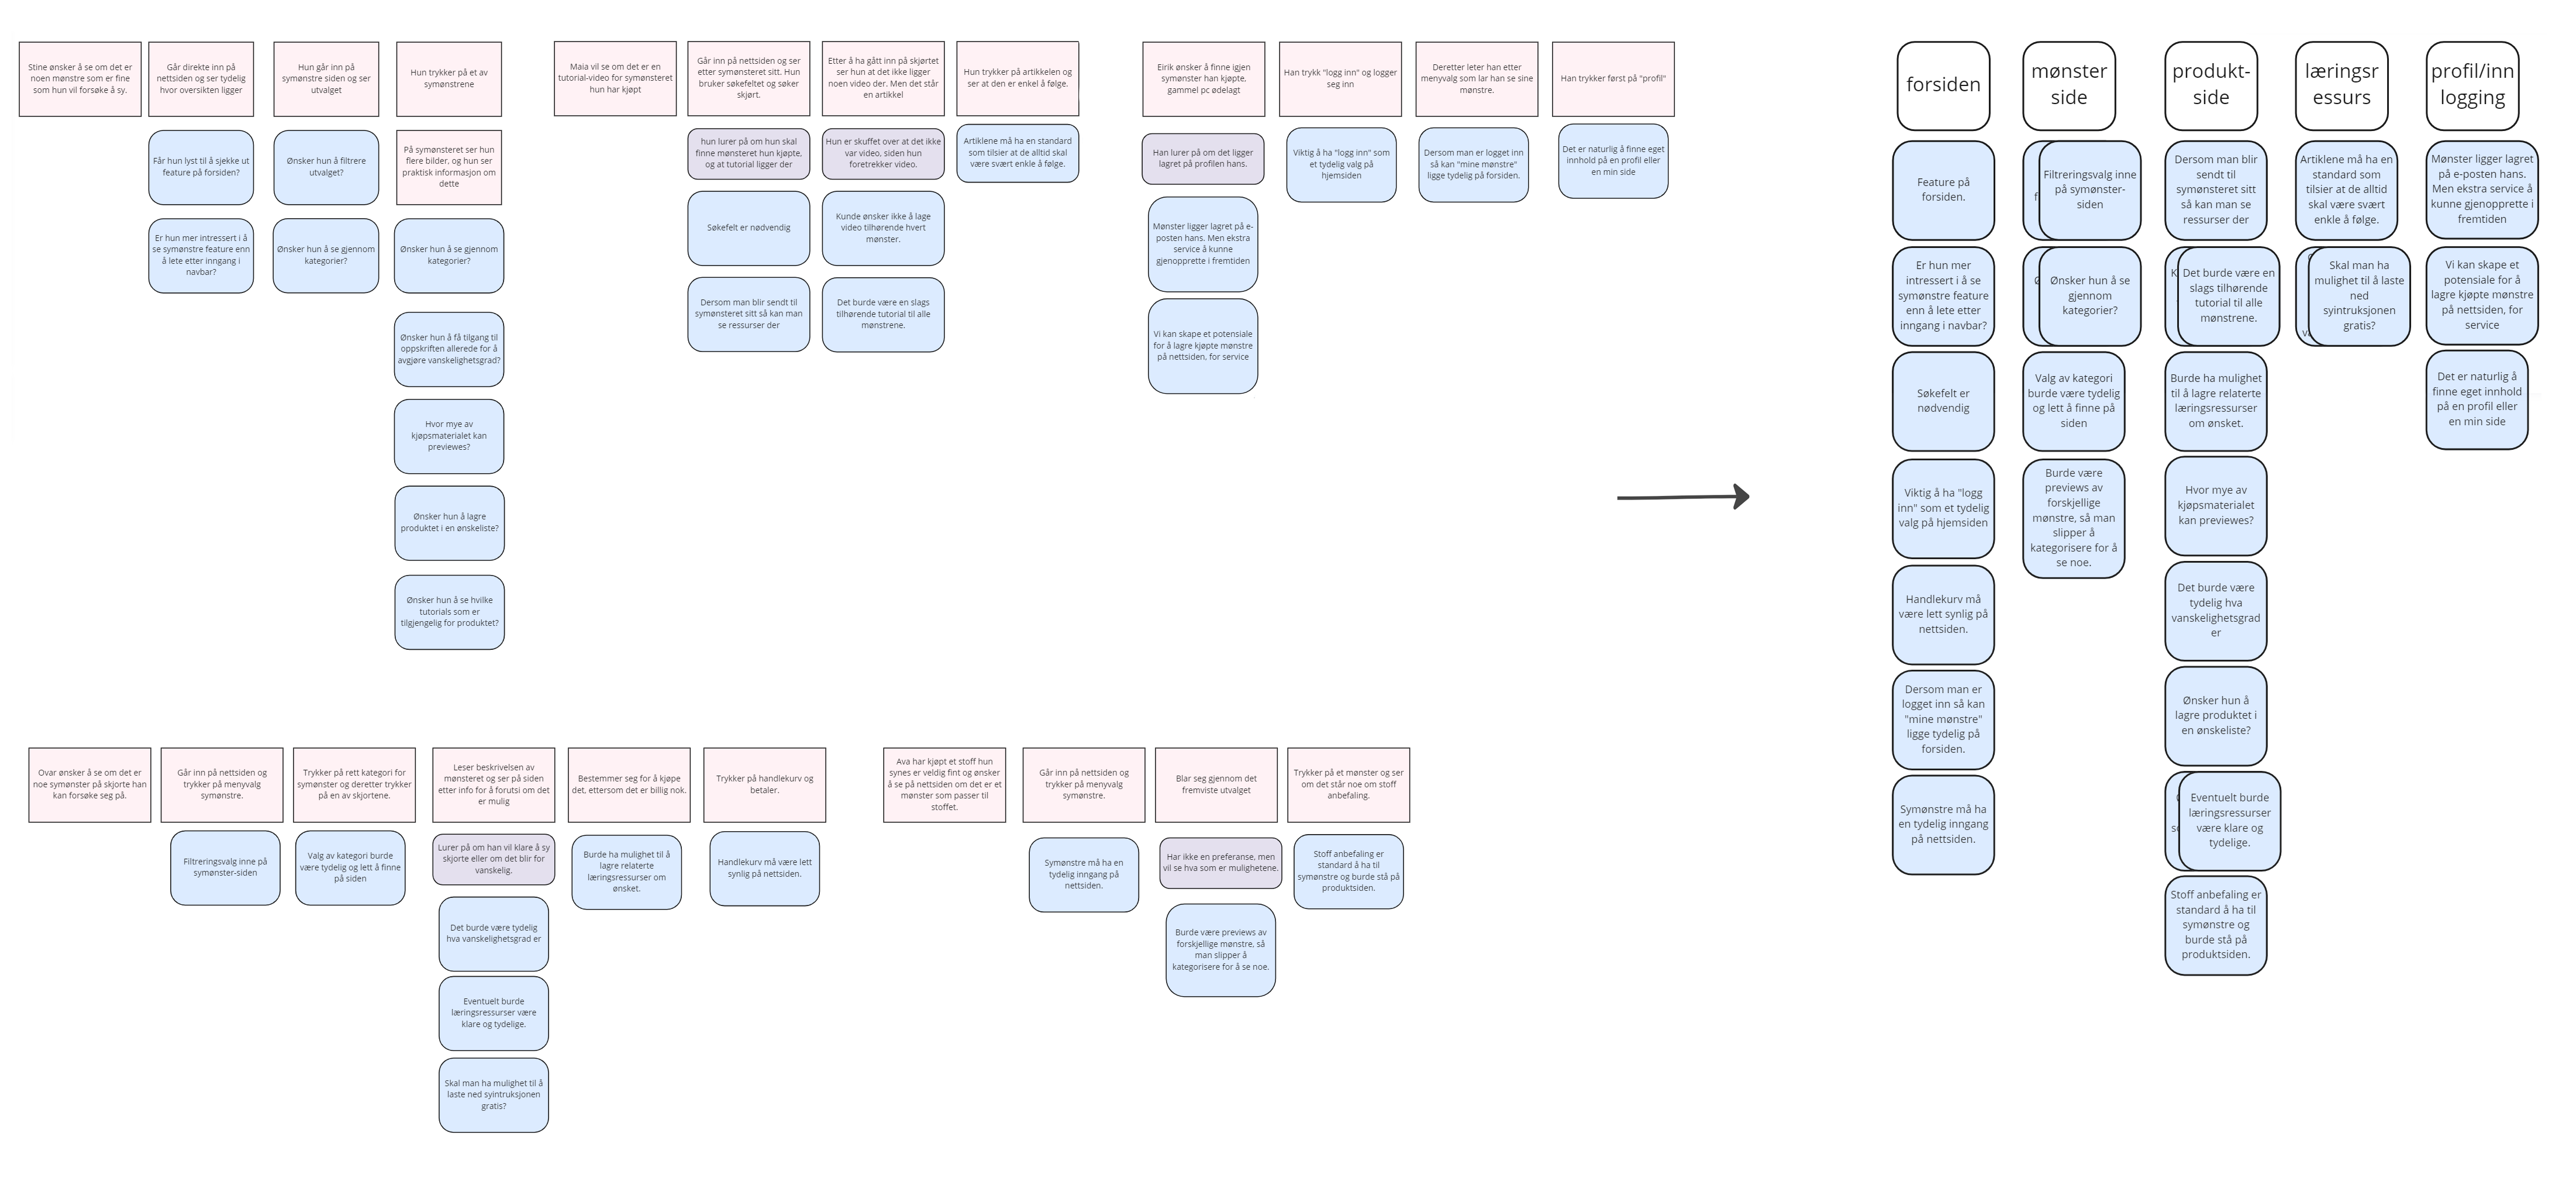 Stine ønsker å se om det er
noen mønstre som er fine
som hun vil forsøke å sy.
Går direkte inn på
nettsiden og ser tydelig
hvor oversikten ligger
Hun går inn på
symønstre siden og ser
utvalget
Hun trykker på et av
symønstrene
Får hun lyst til å sjekke ut
feature på forsiden?
Ønsker hun å filtrere
utvalget?
På symønsteret ser hun
flere bilder, og hun ser
praktisk informasjon om
dette
Er hun mer intressert i å
se symønstre feature enn
å lete etter inngang i
navbar?
Ønsker hun å se gjennom
kategorier?
Ønsker hun å se gjennom
kategorier?
Ønsker hun å få tilgang til
oppskriften allerede for å
avgjøre vanskelighetsgrad?
Hvor mye av
kjøpsmaterialet kan
previewes?
Ønsker hun å lagre
produktet i en ønskeliste?
Ønsker hun å se hvilke
tutorials som er
tilgjengelig for produktet?
Maia vil se om det er en
tutorial-video for symønsteret
hun har kjøpt
Går inn på nettsiden og ser
etter symønsteret sitt. Hun
bruker søkefeltet og søker
skjørt.
Etter å ha gått inn på skjørtet
ser hun at det ikke ligger
noen video der. Men det står
en artikkel
Hun trykker på artikkelen og
ser at den er enkel å følge.
hun lurer på om hun skal
finne mønsteret hun kjøpte,
og at tutorial ligger der
Hun er skuffet over at det ikke
var video, siden hun
foretrekker video.
Artiklene må ha en standard
som tilsier at de alltid skal
være svært enkle å følge.
Søkefelt er nødvendig
Kunde ønsker ikke å lage
video tilhørende hvert
mønster.
Dersom man blir sendt til
symønsteret sitt så kan man
se ressurser der
Det burde være en slags
tilhørende tutorial til alle
mønstrene.
Eirik ønsker å finne igjen
symønster han kjøpte,
gammel pc ødelagt
Han trykk "logg inn" og logger
seg inn
Deretter leter han etter
menyvalg som lar han se sine
mønstre.
Han trykker først på "profil"
Han lurer på om det ligger
lagret på profilen hans.
Viktig å ha "logg inn" som
et tydelig valg på
hjemsiden
Dersom man er logget inn
så kan "mine mønstre"
ligge tydelig på forsiden.
Det er naturlig å finne eget
innhold på en profil eller
en min side
Mønster ligger lagret på e-
posten hans. Men ekstra
service å kunne
gjenopprette i fremtiden
Vi kan skape et potensiale
for å lagre kjøpte mønstre
på nettsiden, for service
Ovar ønsker å se om det er
noe symønster på skjorte han
kan forsøke seg på.
Går inn på nettsiden og
trykker på menyvalg
symønstre.
Trykker på rett kategori for
symønster og deretter trykker
på en av skjortene.
Leser beskrivelsen av
mønsteret og ser på siden
etter info for å forutsi om det
er mulig
Bestemmer seg for å kjøpe
det, ettersom det er billig nok.
Trykker på handlekurv og
betaler.
Filtreringsvalg inne på
symønster-siden
Valg av kategori burde
være tydelig og lett å finne
på siden
Lurer på om han vil klare å sy
skjorte eller om det blir for
vanskelig.
Burde ha mulighet til å
lagre relaterte
læringsressurser om
ønsket.
Handlekurv må være lett
synlig på nettsiden.
Det burde være tydelig
hva vanskelighetsgrad er
Eventuelt burde
læringsressurser være
klare og tydelige.
Skal man ha mulighet til å
laste ned syintruksjonen
gratis?
Ava har kjøpt et stoff hun
synes er veldig fint og ønsker
å se på nettsiden om det er et
mønster som passer til
stoffet.
Går inn på nettsiden og
trykker på menyvalg
symønstre.
Blar seg gjennom det
fremviste utvalget
Trykker på et mønster og ser
om det står noe om stoff
anbefaling.
Symønstre må ha en
tydelig inngang på
nettsiden.
Har ikke en preferanse, men
vil se hva som er mulighetene.
Stoff anbefaling er
standard å ha til
symønstre og burde stå på
produktsiden.
Burde være previews av
forskjellige mønstre, så
man slipper å
kategorisere for å se noe.
forsiden
Feature på
forsiden.
Er hun mer
intressert i å se
symønstre feature
enn å lete etter
inngang i navbar?
Søkefelt er
nødvendig
Viktig å ha "logg
inn" som et tydelig
valg på hjemsiden
Handlekurv må
være lett synlig på
nettsiden.
Dersom man er
logget inn så kan
"mine mønstre"
ligge tydelig på
forsiden.
Symønstre må ha
en tydelig inngang
på nettsiden.
mønster
side
Filtreringsvalg inne
på symønster-
siden
Ønsker hun å se
gjennom
kategorier?
Valg av kategori
burde være tydelig
og lett å finne på
siden
Burde være
previews av
forskjellige
mønstre, så man
slipper å
kategorisere for å
se noe.
produkt-
side
Dersom man blir
sendt til
symønsteret sitt
så kan man se
ressurser der
Det burde være en
slags tilhørende
tutorial til alle
mønstrene.
Burde ha mulighet
til å lagre relaterte
læringsressurser
om ønsket.
Hvor mye av
kjøpsmaterialet
kan previewes?
Det burde være
tydelig hva
vanskelighetsgrad
er
Ønsker hun å
lagre produktet i
en ønskeliste?
Eventuelt burde
læringsressurser
være klare og
tydelige.
Stoff anbefaling er
standard å ha til
symønstre og
burde stå på
produktsiden.
læringsr
essurs
Artiklene må ha en
standard som
tilsier at de alltid
skal være svært
enkle å følge.
Skal man ha
mulighet til å laste
ned
syintruksjonen
gratis?
profil/inn
logging
Mønster ligger lagret
på e-posten hans.
Men ekstra service å
kunne gjenopprette i
fremtiden
Vi kan skape et
potensiale for å
lagre kjøpte mønstre
på nettsiden, for
service
Det er naturlig å
finne eget innhold
på en profil eller
en min side